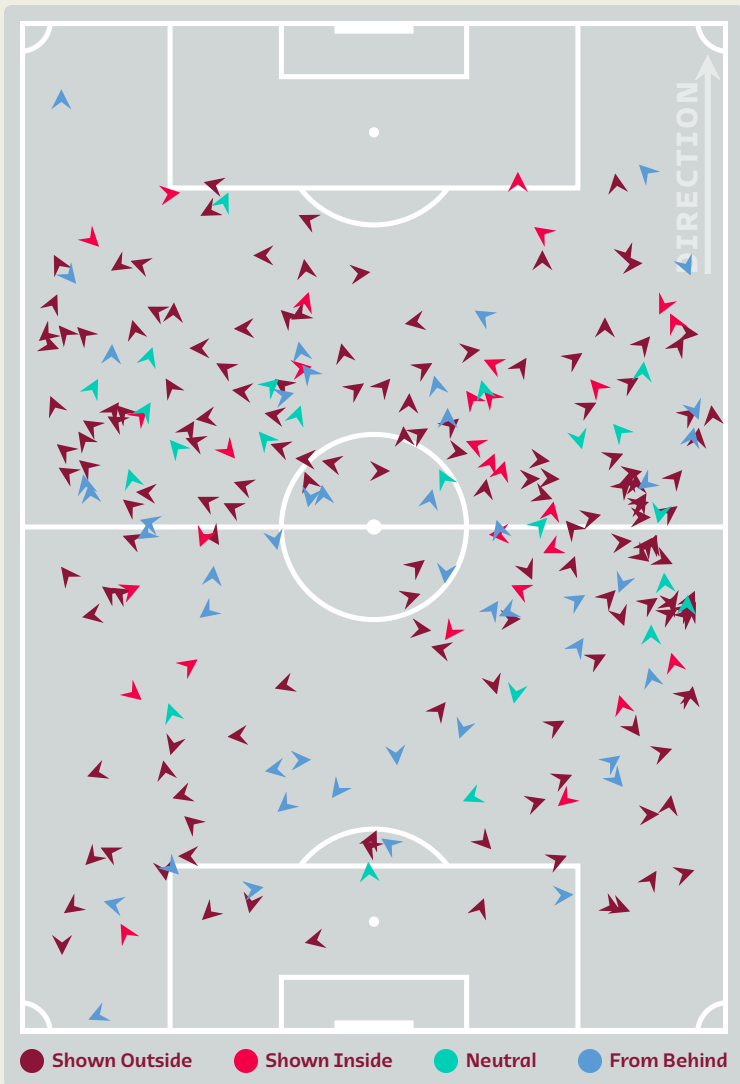 DIRECTION
Shown Outside
Shown Inside
Neutral
From Behind